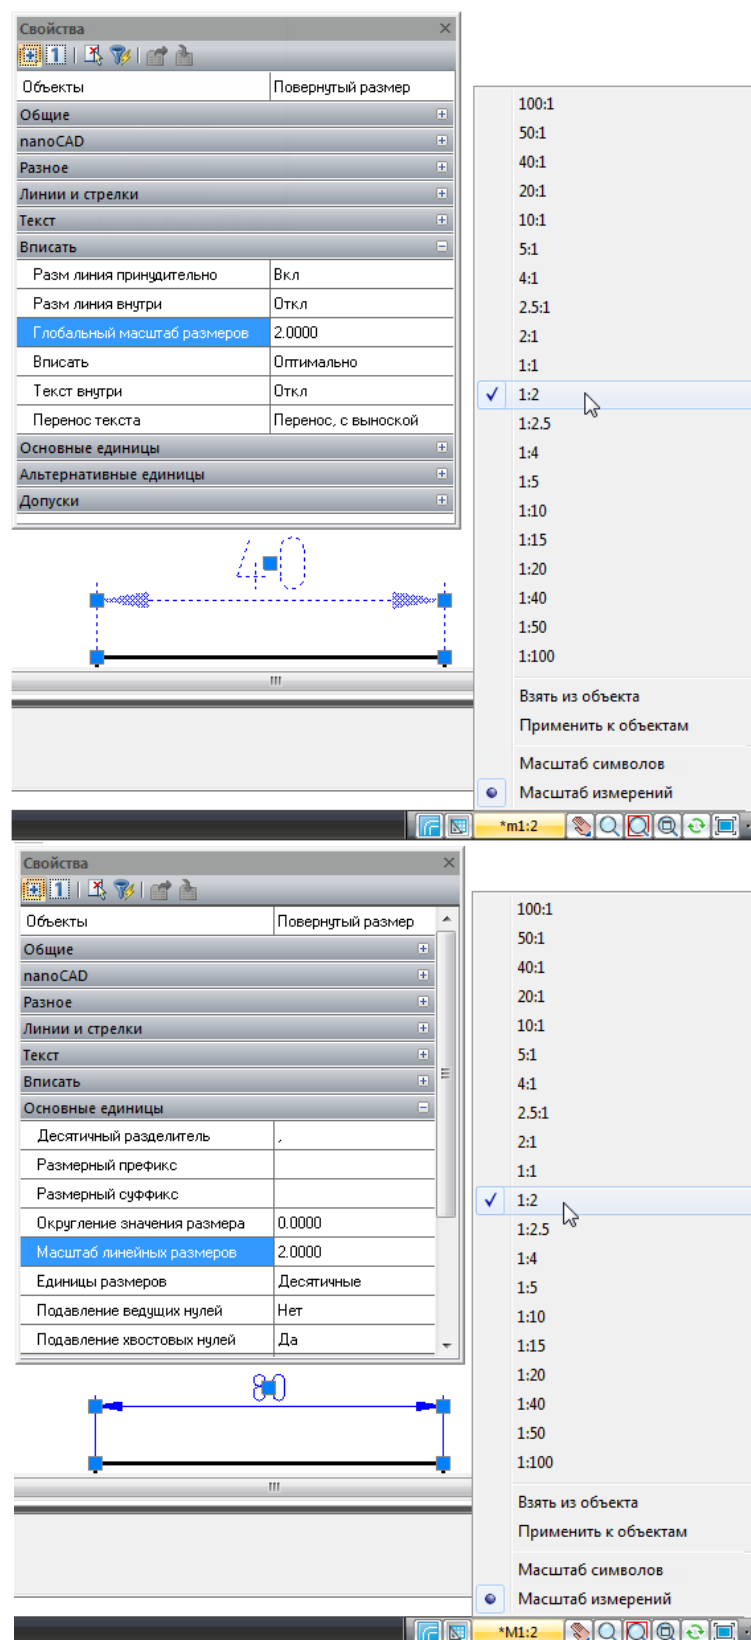 Свойства
Объекты Повернутый размер
Общие
nanoCAD
Разное
Линии и стрелки
Текст
Вписать
Разм линия принудительно Вкл
Разм линия внутри Откл
Глобальный масштаб размеров 2.0000
Вписать Оптимально
Текст внутри Откл
Перенос текста Перенос, с выноской
Основные единицы
Альтернативные единицы
Допуски
40
100:1
50:1
40:1
20:1
10:1
5:1
4:1
2.5:1
2:1
1:1
1:2
1:2.5
1:4
1:5
1:10
1:15
1:20
1:40
1:50
1:100
Взять из объекта
Применить к объектам
Масштаб символов
Масштаб измерений
*m1:2
Свойства
Объекты Повернутый размер
Общие
nanoCAD
Разное
Линии и стрелки
Текст
Вписать
Основные единицы
Десятичный разделитель ,
Размерный префикс
Размерный суффикс
Округление значения размера 0.0000
Масштаб линейных размеров 2.0000
Единицы размеров Десятичные
Подавление ведущих нулей Нет
Подавление хвостовых нулей Да
80
100:1
50:1
40:1
20:1
10:1
5:1
4:1
2.5:1
2:1
1:1
1:2
1:2.5
1:4
1:5
1:10
1:15
1:20
1:40
1:50
1:100
Взять из объекта
Применить к объектам
Масштаб символов
Масштаб измерений
*M1:2